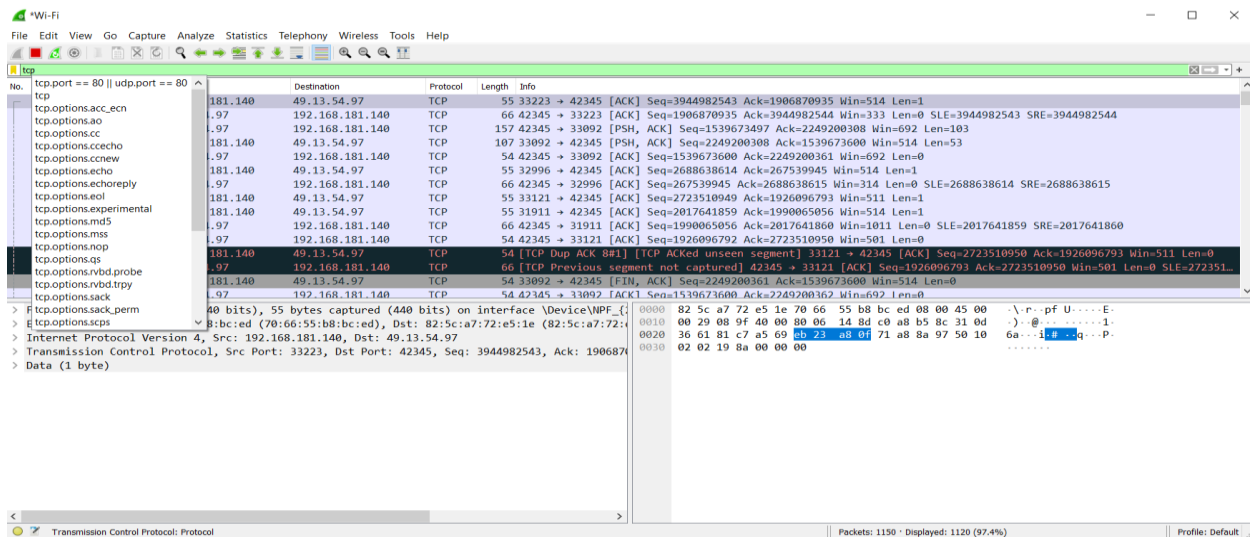 *Wi-Fi
File Edit View Go Capture Analyze Statistics Telephony Wireless Tools Help
tcp
tcp.port == 80 || udp.port == 80
tcp
tcp.options.acc_ecn
tcp.options.ao
tcp.options.cc
tcp.options.ccecho
tcp.options.ccnew
tcp.options.echo
tcp.options.echoreply
tcp.options.eol
tcp.options.experimental
tcp.options.md5
tcp.options.mss
tcp.options.nop
tcp.options.qs
tcp.options.rvbd.probe
tcp.options.rvbd.trpy
tcp.options.sack
tcp.options.sack_perm
tcp.options.scps
No. Destination Protocol Length Info
181.140 49.13.54.97 TCP 55 33223 → 42345 [ACK] Seq=3944982543 Ack=1906870935 Win=514 Len=1
.97 192.168.181.140 TCP 66 42345 → 33223 [ACK] Seq=1906870935 Ack=3944982544 Win=333 Len=0 SLE=3944982543 SRE=3944982544
.97 192.168.181.140 TCP 157 42345 → 33092 [PSH, ACK] Seq=1539673497 Ack=2249200308 Win=692 Len=103
181.140 49.13.54.97 TCP 107 33092 → 42345 [PSH, ACK] Seq=2249200308 Ack=1539673600 Win=514 Len=53
.97 192.168.181.140 TCP 54 42345 → 33092 [ACK] Seq=1539673600 Ack=2249200361 Win=692 Len=0
181.140 49.13.54.97 TCP 55 32996 → 42345 [ACK] Seq=2688638614 Ack=267539945 Win=514 Len=1
.97 192.168.181.140 TCP 66 42345 → 32996 [ACK] Seq=267539945 Ack=2688638615 Win=314 Len=0 SLE=2688638614 SRE=2688638615
181.140 49.13.54.97 TCP 55 33121 → 42345 [ACK] Seq=2723510949 Ack=1926096793 Win=511 Len=1
181.140 49.13.54.97 TCP 55 31911 → 42345 [ACK] Seq=2017641859 Ack=1990065056 Win=514 Len=1
.97 192.168.181.140 TCP 66 42345 → 31911 [ACK] Seq=1990065056 Ack=2017641860 Win=1011 Len=0 SLE=2017641859 SRE=2017641860
.97 192.168.181.140 TCP 54 42345 → 33121 [ACK] Seq=1926096792 Ack=2723510950 Win=501 Len=0
181.140 49.13.54.97 TCP 54 [TCP Dup ACK 8#1] [TCP ACKed unseen segment] 33121 → 42345 [ACK] Seq=2723510950 Ack=1926096793 Win=511 Len=0
.97 192.168.181.140 TCP 66 [TCP Previous segment not captured] 42345 → 33121 [ACK] Seq=1926096793 Ack=2723510950 Win=501 Len=0 SLE=272351...
181.140 49.13.54.97 TCP 54 33092 → 42345 [FIN, ACK] Seq=2249200361 Ack=1539673600 Win=514 Len=0
.97 192.168.181.140 TCP 54 42345 → 33092 [ACK] Seq=1539673600 Ack=2249200362 Win=692 Len=0
40 bits), 55 bytes captured (440 bits) on interface \Device\NPF_{
8:bc:ed (70:66:55:b8:bc:ed), Dst: 82:5c:a7:72:e5:1e (82:5c:a7:72:
Internet Protocol Version 4, Src: 192.168.181.140, Dst: 49.13.54.97
Transmission Control Protocol, Src Port: 33223, Dst Port: 42345, Seq: 3944982543, Ack: 190687
Data (1 byte)
0000 82 5c a7 72 e5 1e 70 66 55 b8 bc ed 08 00 45 00 ·\·r··pf U·····E·
0010 00 29 08 9f 40 00 80 06 14 8d c0 a8 b5 8c 31 0d ·)··@··· ······1·
0020 36 61 81 c7 a5 69 eb 23 a8 0f 71 a8 8a 97 50 10 6a···i·# ··q···P·
0030 02 02 19 8a 00 00 00 ·······
Transmission Control Protocol: Protocol
Packets: 1150 · Displayed: 1120 (97.4%)
Profile: Default